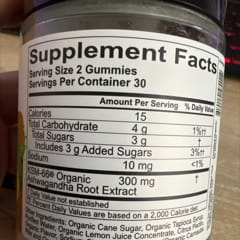 Supplement Facts
Serving Size 2 Gummies
Servings Per Container 30
Amount Per Serving % Daily Value
Calories 15
Total Carbohydrate 4 g 1%††
Total Sugars 3 g †
Includes 3 g Added Sugars 3%††
Sodium 10 mg <1%
KSM-66® Organic 300 mg †
Ashwagandha Root Extract
Value not established
Percent Daily Values are based on a 2,000 Calorie diet.
Ingredients: Organic Cane Sugar, Organic Tapioca
Water, Organic Lemon Juice Concentrate, Citrus